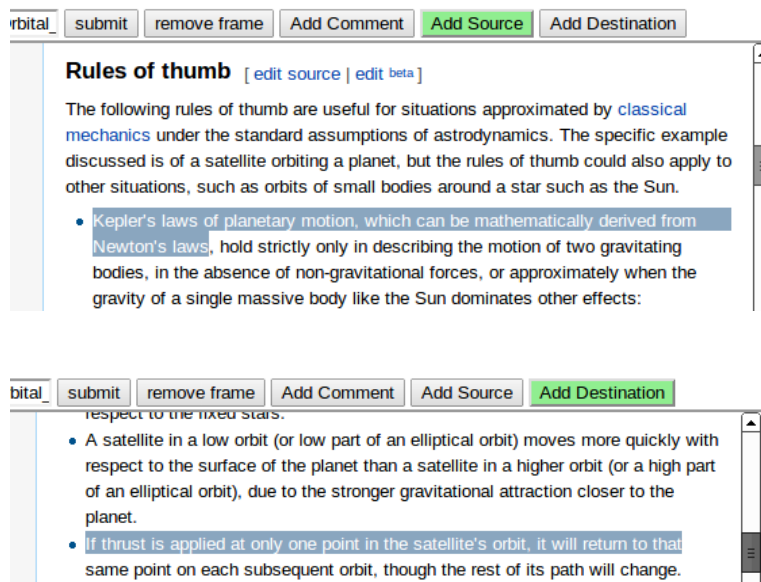 rbital_ submit remove frame Add Comment Add Source Add Destination
Rules of thumb [ edit source | edit beta ]
The following rules of thumb are useful for situations approximated by classical
mechanics under the standard assumptions of astrodynamics. The specific example
discussed is of a satellite orbiting a planet, but the rules of thumb could also apply to
other situations, such as orbits of small bodies around a star such as the Sun.
• Kepler's laws of planetary motion, which can be mathematically derived from
Newton's laws, hold strictly only in describing the motion of two gravitating
bodies, in the absence of non-gravitational forces, or approximately when the
gravity of a single massive body like the Sun dominates other effects:
bital_ submit remove frame Add Comment Add Source Add Destination
respect to the fixed stars.
• A satellite in a low orbit (or low part of an elliptical orbit) moves more quickly with
respect to the surface of the planet than a satellite in a higher orbit (or a high part
of an elliptical orbit), due to the stronger gravitational attraction closer to the
planet.
• If thrust is applied at only one point in the satellite's orbit, it will return to that
same point on each subsequent orbit, though the rest of its path will change.